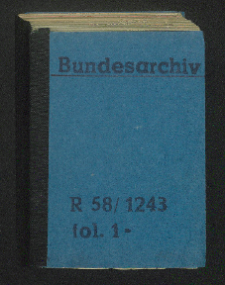 Bundesarchiv
R 58/1243
fol. 1-